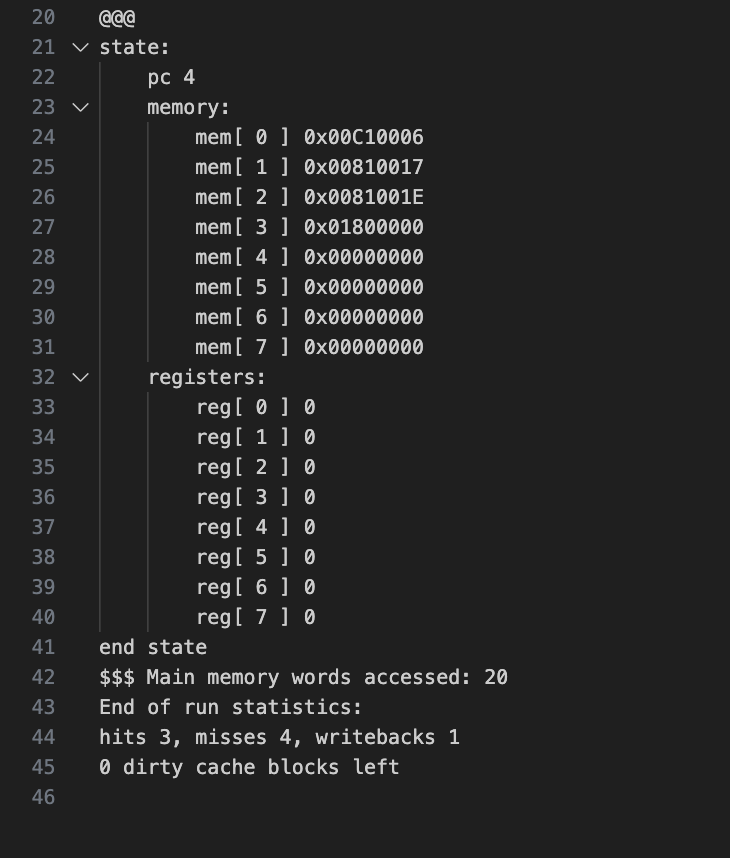 20 @@@
21 state:
22 pc 4
23 memory:
24 mem[ 0 ] 0x00C10006
25 mem[ 1 ] 0x00810017
26 mem[ 2 ] 0x0081001E
27 mem[ 3 ] 0x01800000
28 mem[ 4 ] 0x00000000
29 mem[ 5 ] 0x00000000
30 mem[ 6 ] 0x00000000
31 mem[ 7 ] 0x00000000
32 registers:
33 reg[ 0 ] 0
34 reg[ 1 ] 0
35 reg[ 2 ] 0
36 reg[ 3 ] 0
37 reg[ 4 ] 0
38 reg[ 5 ] 0
39 reg[ 6 ] 0
40 reg[ 7 ] 0
41 end state
42 $$$ Main memory words accessed: 20
43 End of run statistics:
44 hits 3, misses 4, writebacks 1
45 0 dirty cache blocks left
46